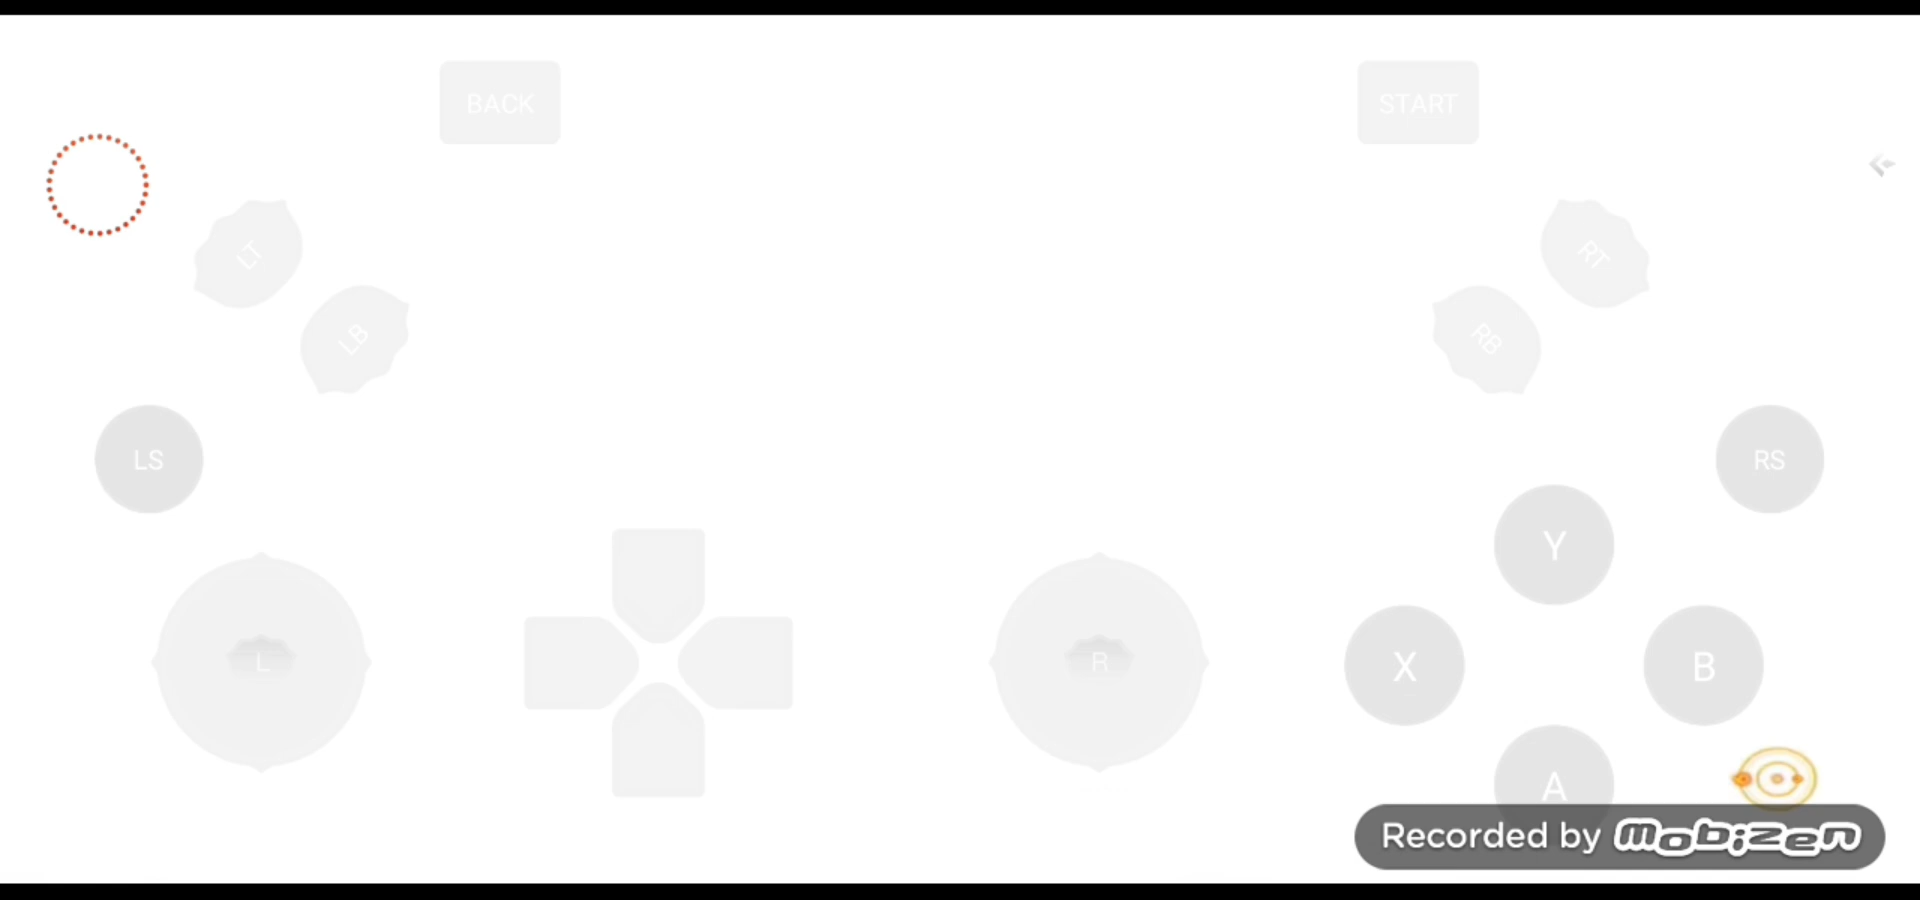 BACK
START
LT
RT
LB
RB
LS
RS
Y
L
R
X
B
A
Recorded by mobizen